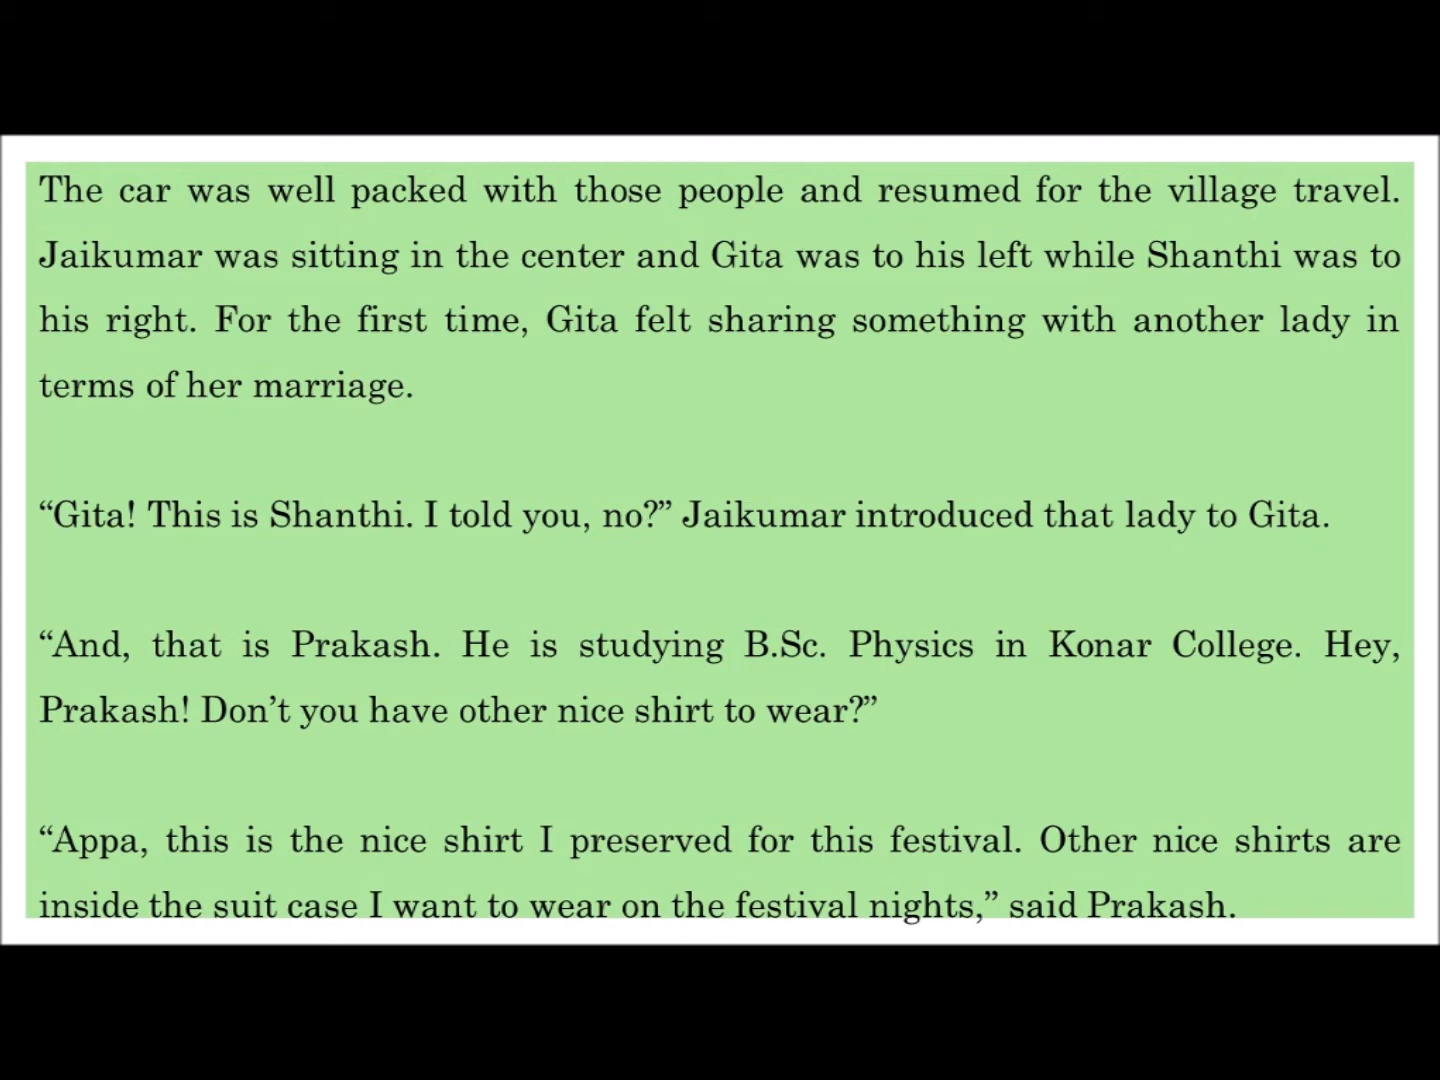 The car was well packed with those people and resumed for the village travel.
Jaikumar was sitting in the center and Gita was to his left while Shanthi was to
his right. For the first time, Gita felt sharing something with another lady in
terms of her marriage.
“Gita! This is Shanthi. I told you, no?” Jaikumar introduced that lady to Gita.
“And, that is Prakash. He is studying B.Sc. Physics in Konar College. Hey,
Prakash! Don’t you have other nice shirt to wear?”
“Appa, this is the nice shirt I preserved for this festival. Other nice shirts are
inside the suit case I want to wear on the festival nights,” said Prakash.